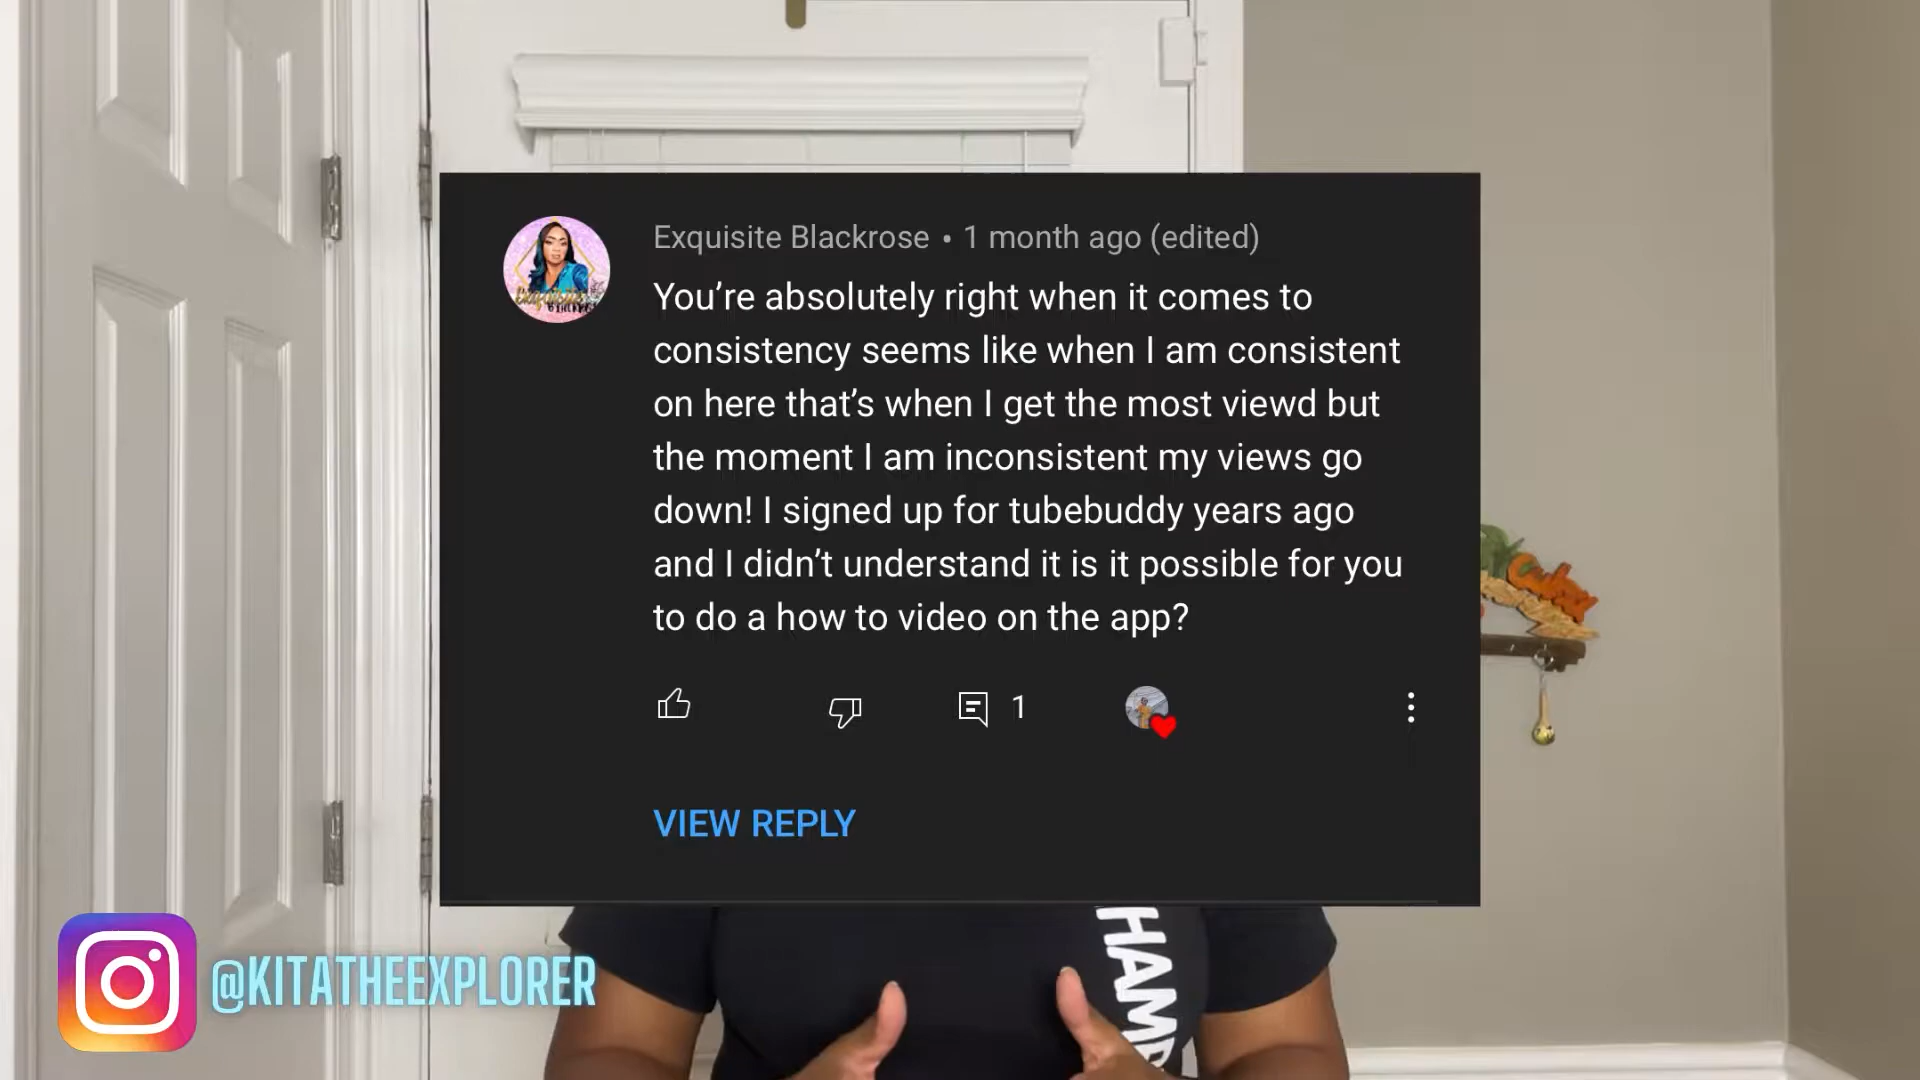 Exquisite Blackrose • 1 month ago (edited)
You’re absolutely right when it comes to
consistency seems like when I am consistent
on here that’s when I get the most viewd but
the moment I am inconsistent my views go
down! I signed up for tubebuddy years ago
and I didn’t understand it is it possible for you
to do a how to video on the app?
1
VIEW REPLY
HAMP
@KITATHEEXPLORER